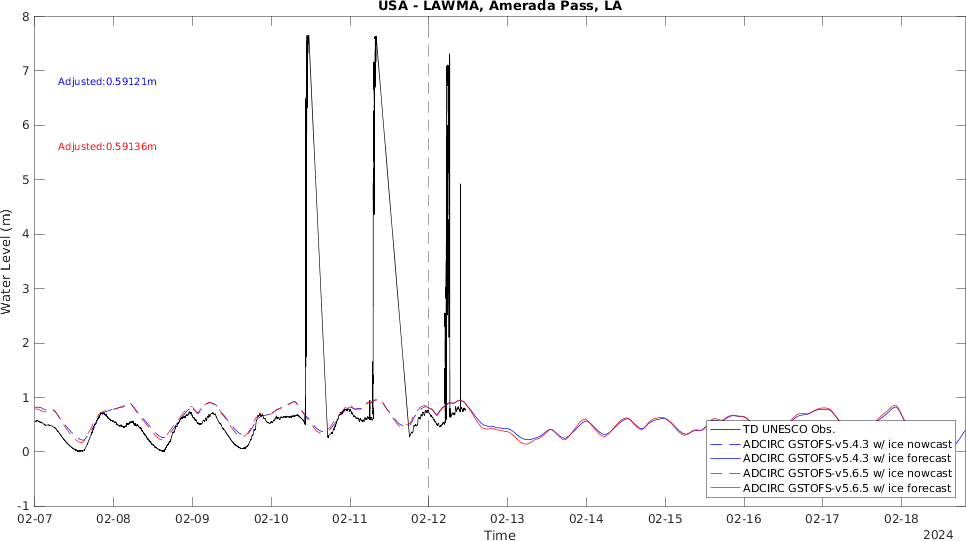 USA - LAWMA, Amerada Pass, LA
8
7
6
5
4
3
2
1
0
-1
Water Level (m)
Adjusted:0.59121m
Adjusted:0.59136m
TD UNESCO Obs.
ADCIRC GSTOFS-v5.4.3 w/ ice nowcast
ADCIRC GSTOFS-v5.4.3 w/ ice forecast
ADCIRC GSTOFS-v5.6.5 w/ ice nowcast
ADCIRC GSTOFS-v5.6.5 w/ ice forecast
02-07 02-08 02-09 02-10 02-11 02-12 02-13 02-14 02-15 02-16 02-17 02-18
Time
2024